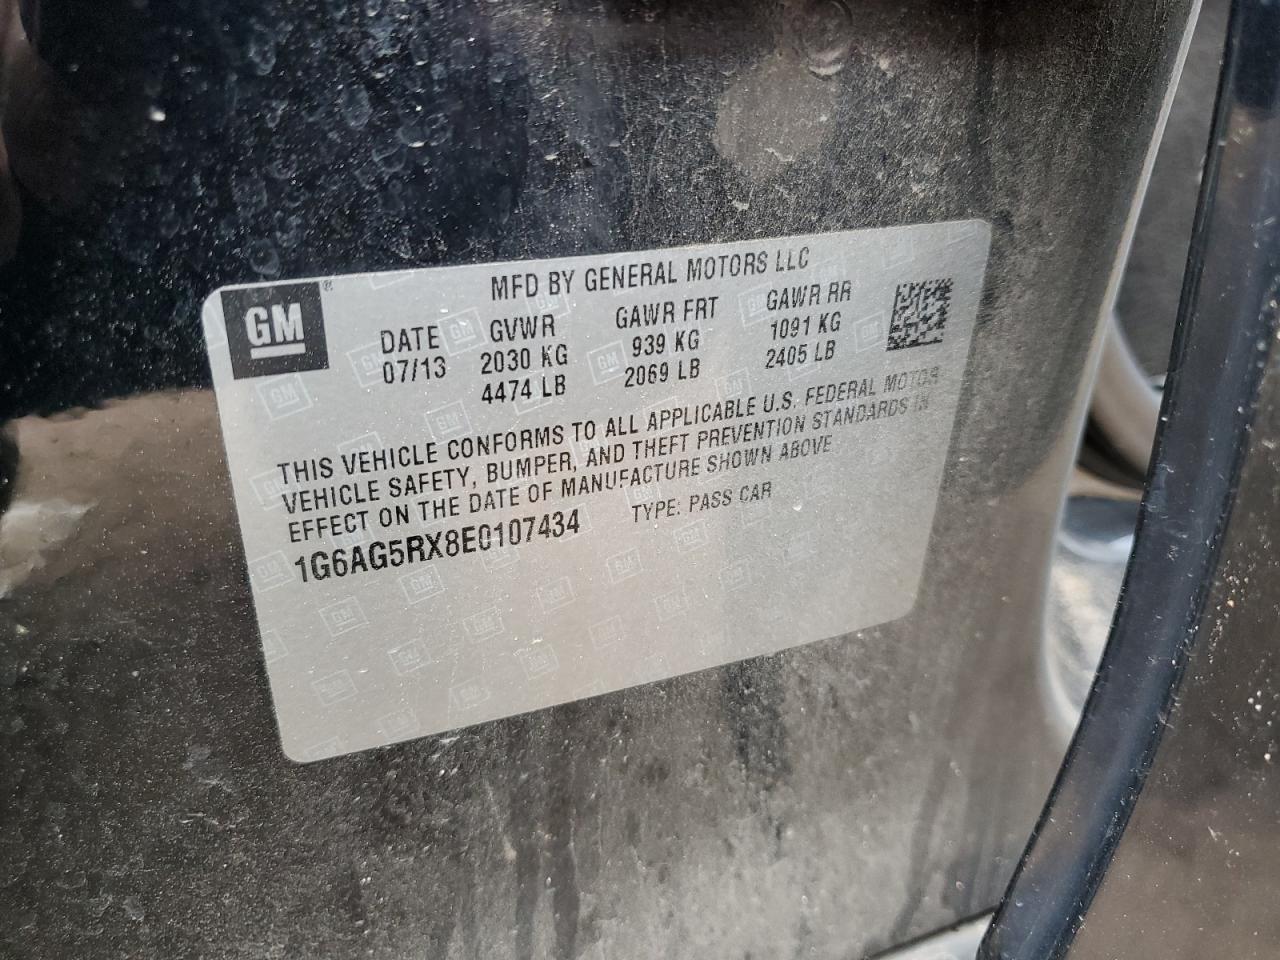 GM ®
MFD BY GENERAL MOTORS LLC
DATE GVWR GAWR FRT GAWR RR
07/13 2030 KG 939 KG 1091 KG
4474 LB 2069 LB 2405 LB
THIS VEHICLE CONFORMS TO ALL APPLICABLE U.S. FEDERAL MOTOR
VEHICLE SAFETY, BUMPER, AND THEFT PREVENTION STANDARDS IN
EFFECT ON THE DATE OF MANUFACTURE SHOWN ABOVE
1G6AG5RX8E0107434 TYPE: PASS CAR